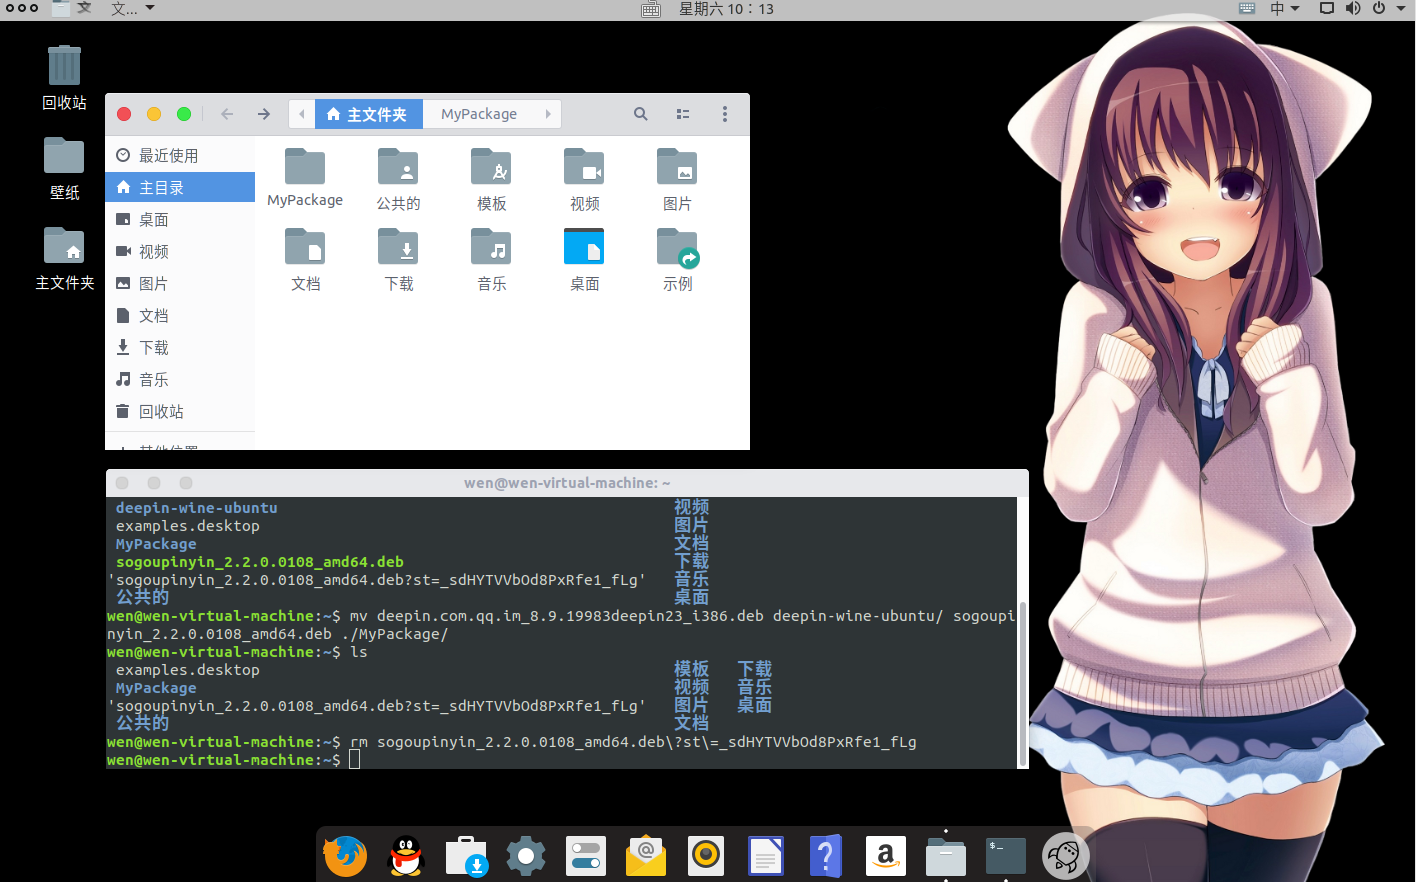 文...
星期六 10：13
中
回收站
壁纸
主文件夹
主文件夹 MyPackage
最近使用
主目录
桌面
视频
图片
文档
下载
音乐
回收站
其他位置
MyPackage 公共的 模板 视频 图片
文档 下载 音乐 桌面 示例
wen@wen-virtual-machine: ~
deepin-wine-ubuntu 视频
examples.desktop 图片
MyPackage 文档
sogoupinyin_2.2.0.0108_amd64.deb 下载
'sogoupinyin_2.2.0.0108_amd64.deb?st=_sdHYTVVbOd8PxRfe1_fLg' 音乐
公共的 桌面
wen@wen-virtual-machine:~$ mv deepin.com.qq.im_8.9.19983deepin23_i386.deb deepin-wine-ubuntu/ sogoupi
nyin_2.2.0.0108_amd64.deb ./MyPackage/
wen@wen-virtual-machine:~$ ls
examples.desktop 模板 下载
MyPackage 视频 音乐
'sogoupinyin_2.2.0.0108_amd64.deb?st=_sdHYTVVbOd8PxRfe1_fLg' 图片 桌面
公共的 文档
wen@wen-virtual-machine:~$ rm sogoupinyin_2.2.0.0108_amd64.deb\?st\=_sdHYTVVbOd8PxRfe1_fLg
wen@wen-virtual-machine:~$